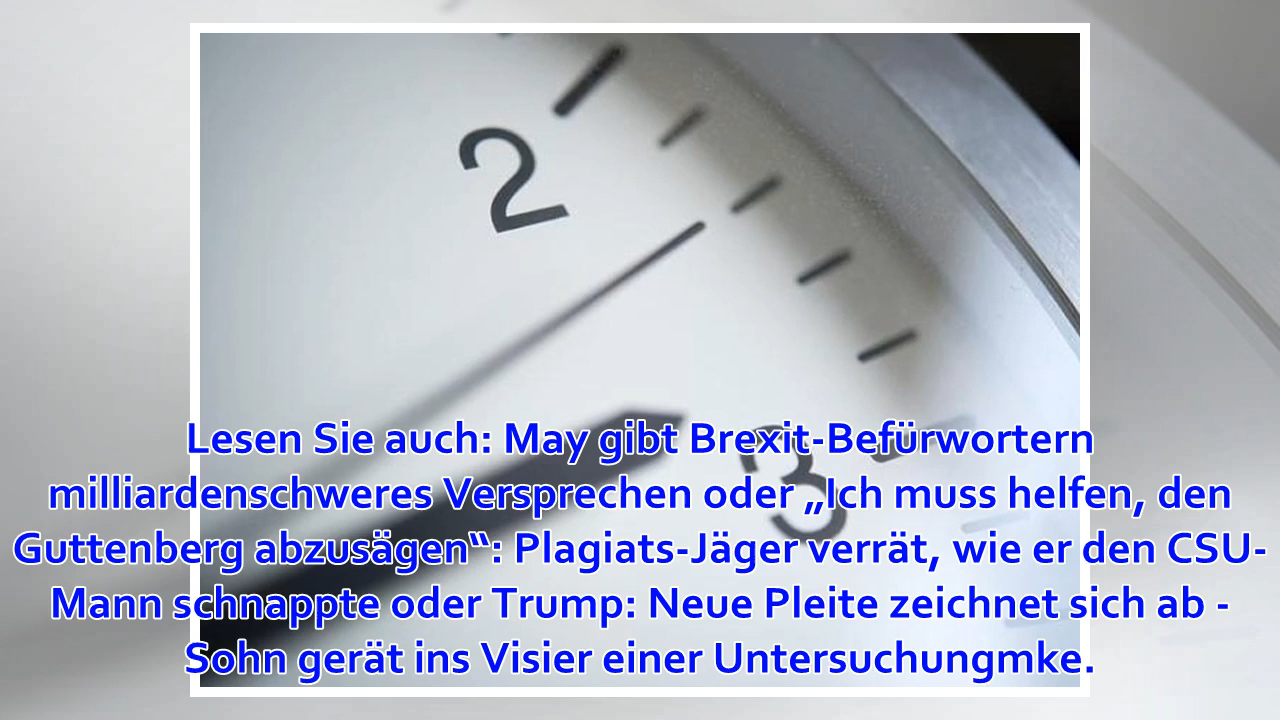 2
3
Lesen Sie auch: May gibt Brexit-Befürwortern
milliardenschweres Versprechen oder „Ich muss helfen, den
Guttenberg abzusägen“: Plagiats-Jäger verrät, wie er den CSU-
Mann schnappte oder Trump: Neue Pleite zeichnet sich ab -
Sohn gerät ins Visier einer Untersuchungmke.